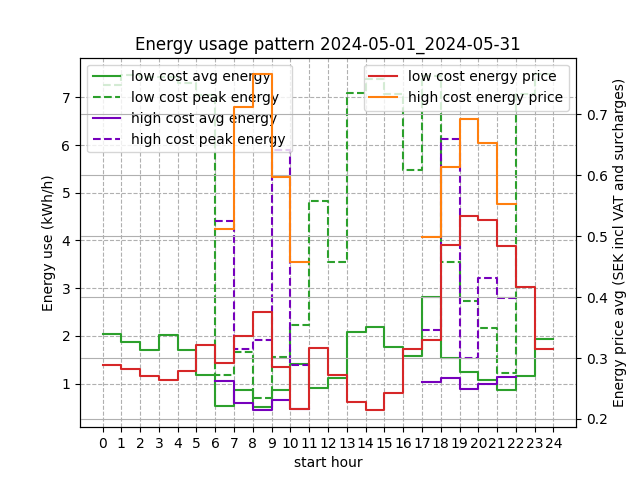 Energy usage pattern 2024-05-01_2024-05-31
low cost avg energy
low cost peak energy
high cost avg energy
high cost peak energy
low cost energy price
high cost energy price
Energy use (kWh/h)
7
6
5
4
3
2
1
0.7
0.6
0.5
0.4
0.3
0.2
Energy price avg (SEK incl VAT and surcharges)
0 1 2 3 4 5 6 7 8 9 10 11 12 13 14 15 16 17 18 19 20 21 22 23 24
start hour